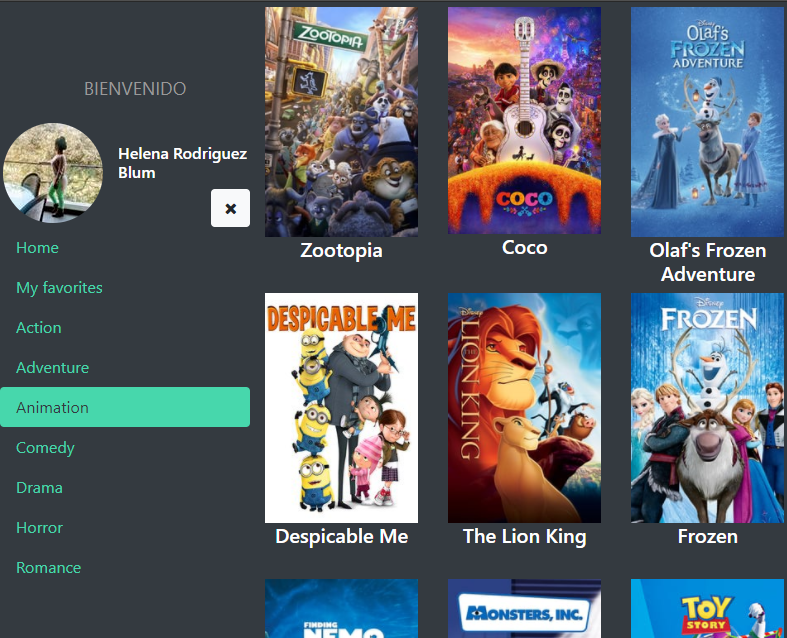 BIENVENIDO
Helena Rodriguez
Blum
Home
My favorites
Action
Adventure
Animation
Comedy
Drama
Horror
Romance
ZOOTOPIA
Zootopia
COCO
Coco
Disney
OLAF'S
FROZEN
ADVENTURE
Olaf's Frozen
Adventure
DESPICABLE ME
Despicable Me
Disney
THE
LION KING
The Lion King
Disney
FROZEN
Frozen
FINDING
NEMO
MONSTERS, INC.
TOY
STORY